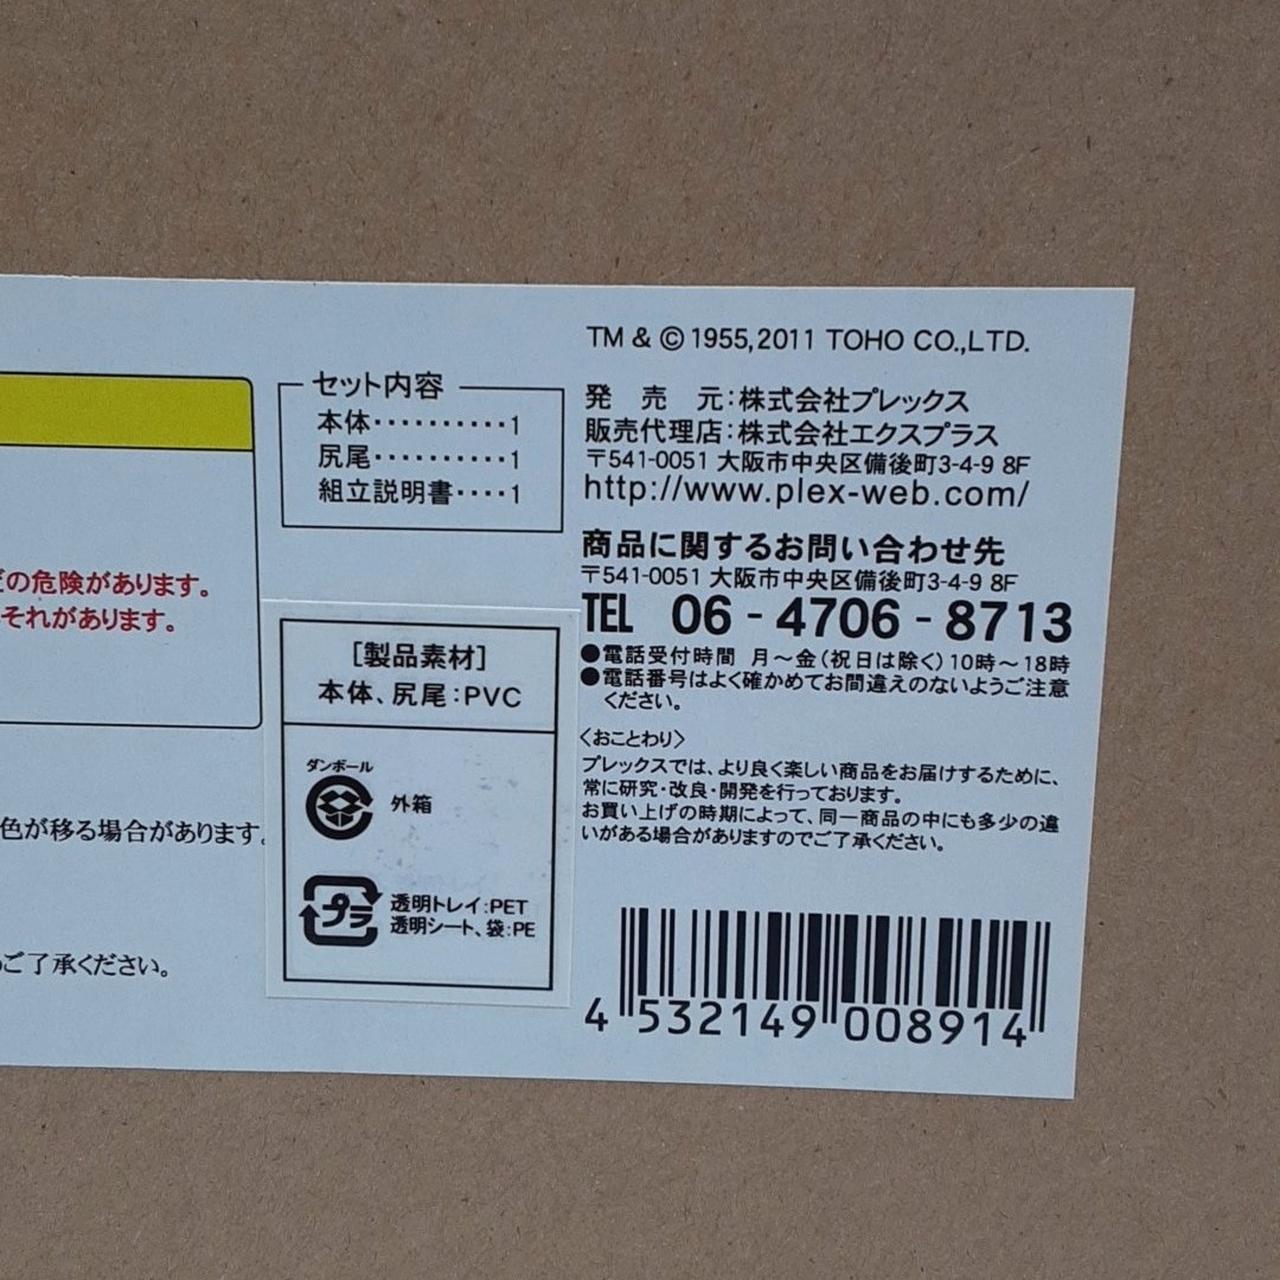 TM & © 1955,2011 TOHO CO.,LTD.
セット内容
本体··········1
尻尾··········1
組立説明書····1
発 売 元:株式会社プレックス
販売代理店:株式会社エクスプラス
〒541-0051 大阪市中央区備後町3-4-9 8F
http://www.plex-web.com/
商品に関するお問い合わせ先
〒541-0051 大阪市中央区備後町3-4-9 8F
TEL 06-4706-8713
●電話受付時間 月～金(祝日は除く)10時～18時
●電話番号はよく確かめてお間違えのないようご注意
ください。
〈おことわり〉
プレックスでは、より良く楽しい商品をお届けするために、
常に研究・改良・開発を行っております。
お買い上げの時期によって、同一商品の中にも多少の違
いがある場合がありますのでご了承ください。
4 532149 008914
の危険があります。
それがあります。
色が移る場合があります。
ご了承ください。
[製品素材]
本体、尻尾:PVC
ダンボール
外箱
プラ
透明トレイ:PET
透明シート、袋:PE